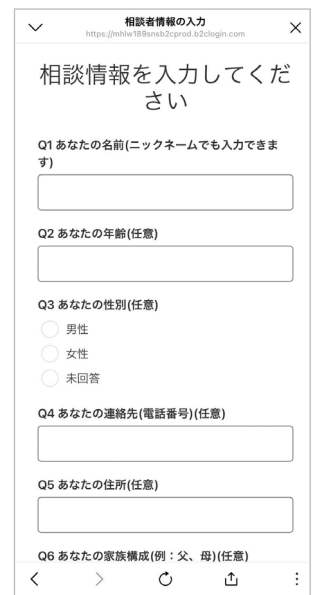 相談者情報の入力
https://mhlw189snsb2cprod.b2clogin.com
相談情報を入力してくだ
さい
Q1 あなたの名前(ニックネームでも入力できま
す)
Q2 あなたの年齢(任意)
Q3 あなたの性別(任意)
男性
女性
未回答
Q4 あなたの連絡先(電話番号)(任意)
Q5 あなたの住所(任意)
Q6 あなたの家族構成(例：父、母)(任意)